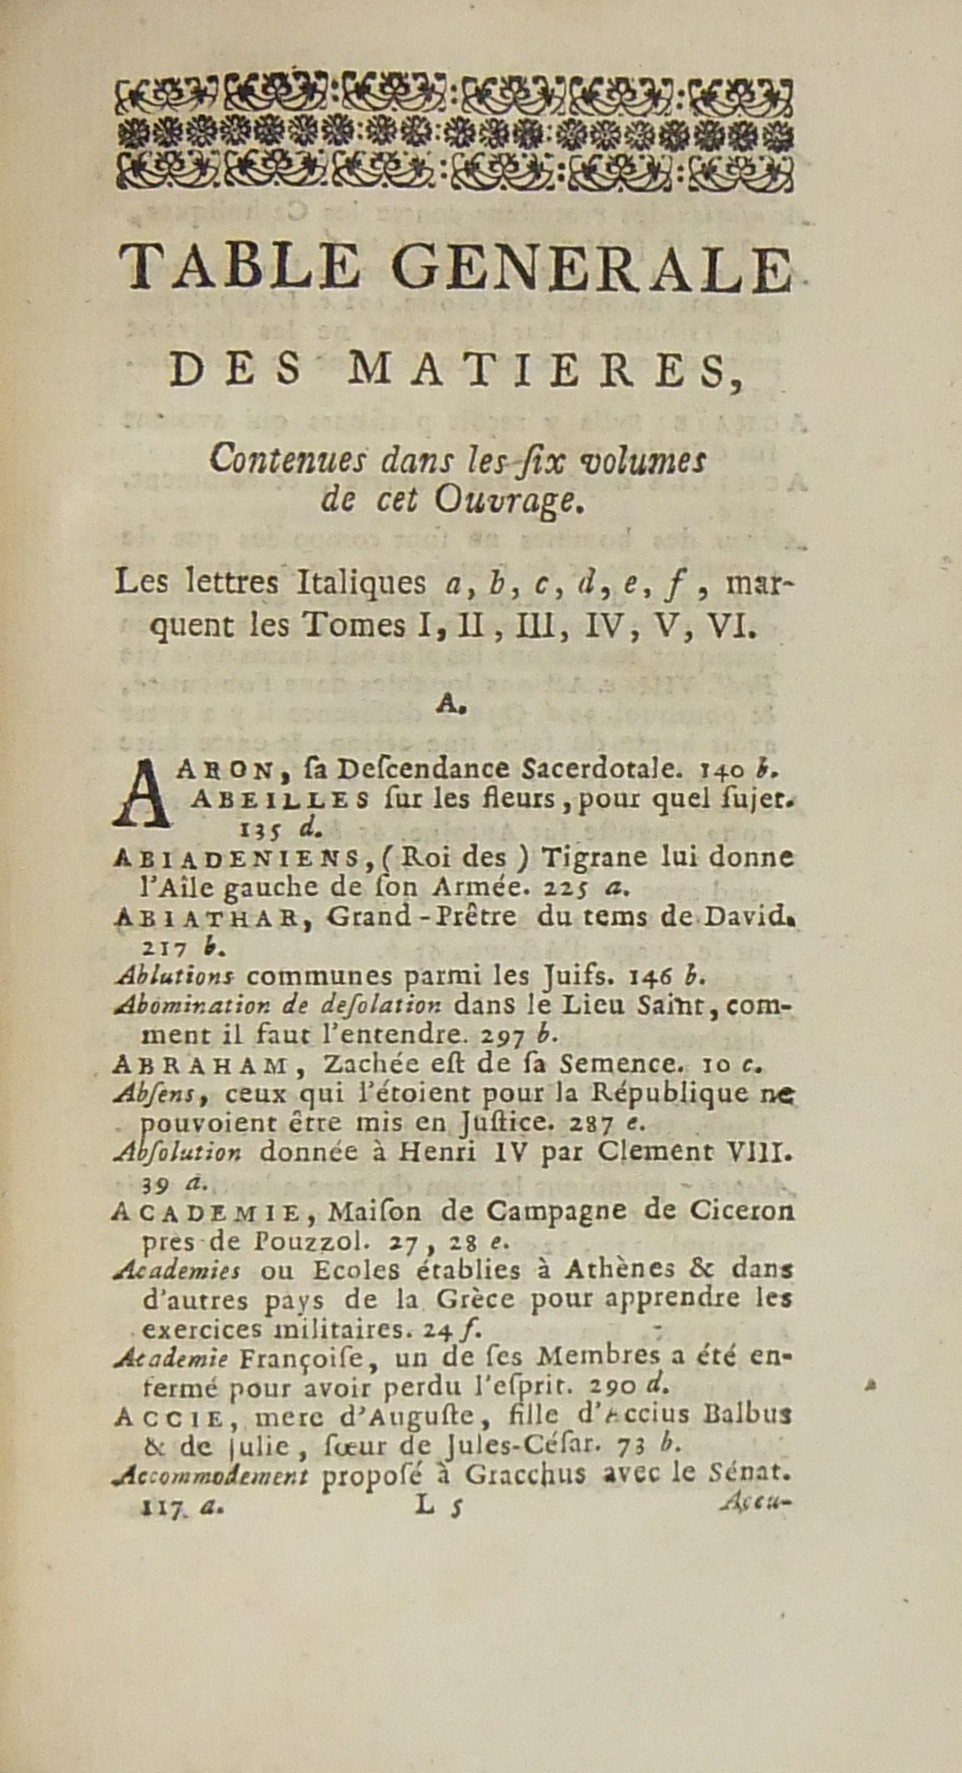 TABLE GENERALE
DES MATIERES,
Contenues dans les ſix volumes
de cet Ouvrage.
Les lettres Italiques a, b, c, d, e, f, mar-
quent les Tomes I, II, III, IV, V, VI.
A.
AARON, ſa Deſcendance Sacerdotale. 140 b.
ABEILLES ſur les fleurs, pour quel ſujet.
135 d.
ABIADENIENS, (Roi des) Tigrane lui donne
l'Aîle gauche de ſon Armée. 225 a.
ABIATHAR, Grand-Prêtre du tems de David.
217 b.
Ablutions communes parmi les Juifs. 146 b.
Abomination de deſolation dans le Lieu Saint, com-
ment il faut l'entendre. 297 b.
ABRAHAM, Zachée eſt de ſa Semence. 10 c.
Abſens, ceux qui l'étoient pour la République ne
pouvoient être mis en Juſtice. 287 e.
Abſolution donnée à Henri IV par Clement VIII.
39 a.
ACADEMIE, Maiſon de Campagne de Ciceron
près de Pouzzol. 27, 28 e.
Academies ou Ecoles établies à Athènes & dans
d'autres pays de la Grèce pour apprendre les
exercices militaires. 24 f.
Academie Françoiſe, un de ſes Membres a été en-
fermé pour avoir perdu l'eſprit. 290 d.
ACCIE, mere d'Auguſte, fille d'Accius Balbus
& de Julie, ſœur de Jules-Céſar. 73 b.
Accommodement propoſé à Gracchus avec le Sénat.
117 a.
L 5
Accu-